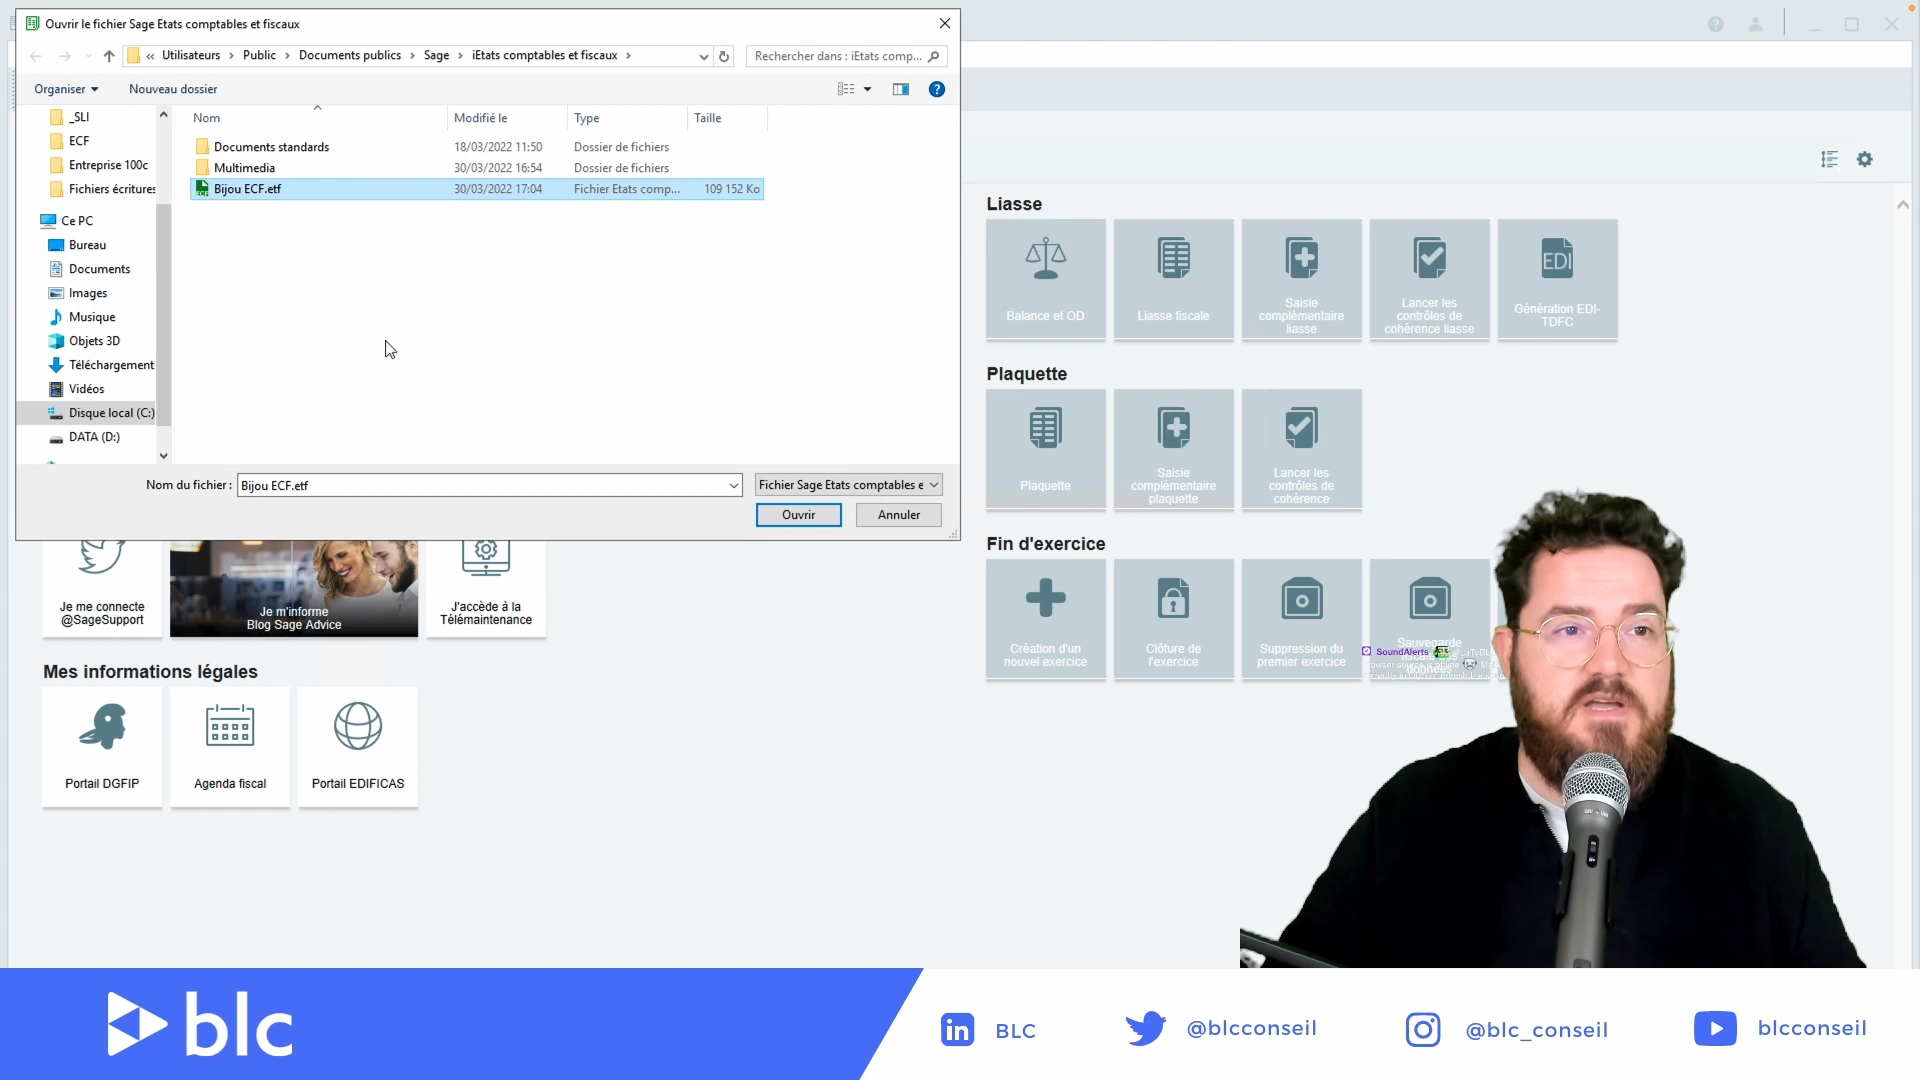 Ouvrir le fichier Sage Etats comptables et fiscaux
« Utilisateurs > Public > Documents publics > Sage > iEtats comptables et fiscaux >
Rechercher dans : iEtats comp...
Organiser
Nouveau dossier
_SLI
ECF
Entreprise 100c
Fichiers écritures
Ce PC
Bureau
Documents
Images
Musique
Objets 3D
Téléchargement
Vidéos
Disque local (C:)
DATA (D:)
Nom Modifié le Type Taille
Documents standards 18/03/2022 11:50 Dossier de fichiers
Multimedia 30/03/2022 16:54 Dossier de fichiers
Bijou ECF.etf 30/03/2022 17:04 Fichier Etats comp... 109 152 Ko
Nom du fichier : Bijou ECF.etf
Fichier Sage Etats comptables e
Ouvrir
Annuler
Je me connecte
@SageSupport
Je m'informe
Blog Sage Advice
J'accède à la
Télémaintenance
Mes informations légales
Portail DGFIP
Agenda fiscal
Portail EDIFICAS
Liasse
Balance et OD
Liasse fiscale
Saisie
complémentaire
liasse
Lancer les
contrôles de
cohérence liasse
EDI
Génération EDI-
TDFC
Plaquette
Plaquette
Saisie
complémentaire
plaquette
Lancer les
contrôles de
cohérence
Fin d'exercice
Création d'un
nouvel exercice
Clôture de
l'exercice
Suppression du
premier exercice
Sauvegarde
données
SoundAlerts
blc
BLC
@blcconseil
@blc_conseil
blcconseil